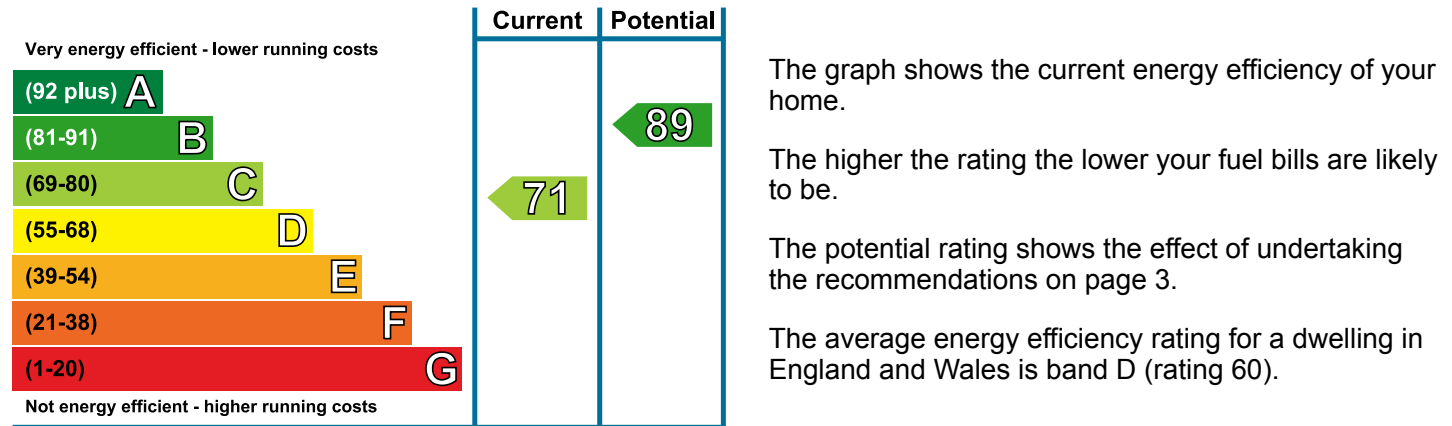 Current Potential
Very energy efficient - lower running costs
(92 plus) A
(81-91) B
89
(69-80) C
71
(55-68) D
(39-54) E
(21-38) F
(1-20) G
Not energy efficient - higher running costs
The graph shows the current energy efficiency of your
home.
The higher the rating the lower your fuel bills are likely
to be.
The potential rating shows the effect of undertaking
the recommendations on page 3.
The average energy efficiency rating for a dwelling in
England and Wales is band D (rating 60).